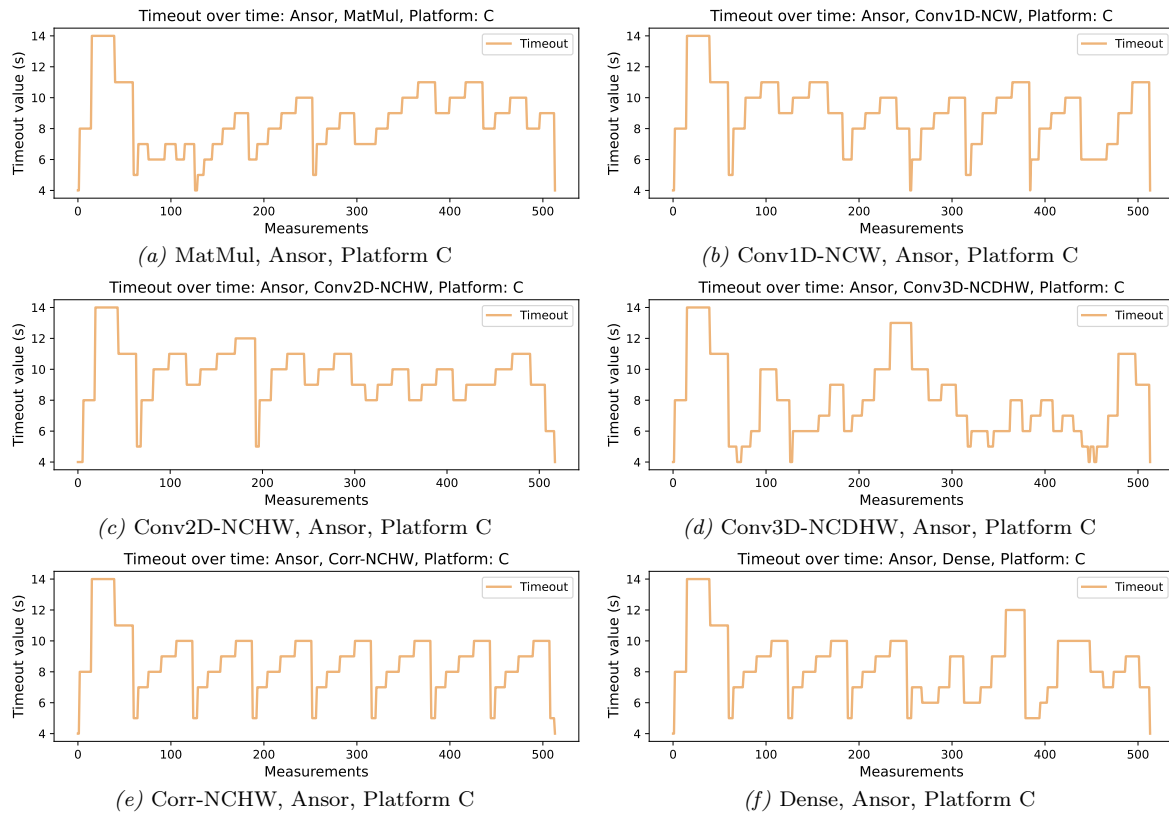 Timeout over time: Ansor, MatMul, Platform: C
Timeout value (s)
14
12
10
8
6
4
Timeout
0 100 200 300 400 500
Measurements
(a) MatMul, Ansor, Platform C
Timeout over time: Ansor, Conv1D-NCW, Platform: C
Timeout value (s)
14
12
10
8
6
4
Timeout
0 100 200 300 400 500
Measurements
(b) Conv1D-NCW, Ansor, Platform C
Timeout over time: Ansor, Conv2D-NCHW, Platform: C
Timeout value (s)
14
12
10
8
6
4
Timeout
0 100 200 300 400 500
Measurements
(c) Conv2D-NCHW, Ansor, Platform C
Timeout over time: Ansor, Conv3D-NCDHW, Platform: C
Timeout value (s)
14
12
10
8
6
4
Timeout
0 100 200 300 400 500
Measurements
(d) Conv3D-NCDHW, Ansor, Platform C
Timeout over time: Ansor, Corr-NCHW, Platform: C
Timeout value (s)
14
12
10
8
6
4
Timeout
0 100 200 300 400 500
Measurements
(e) Corr-NCHW, Ansor, Platform C
Timeout over time: Ansor, Dense, Platform: C
Timeout value (s)
14
12
10
8
6
4
Timeout
0 100 200 300 400 500
Measurements
(f) Dense, Ansor, Platform C